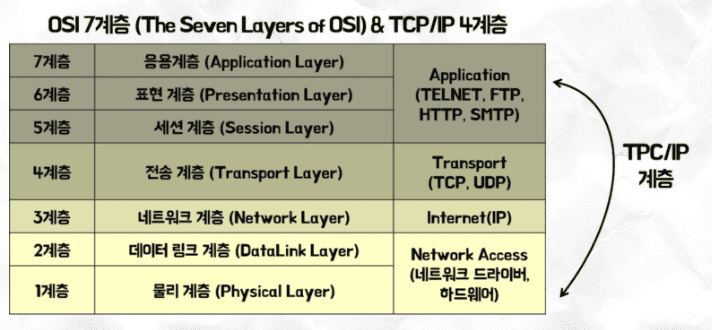 OSI 7계층 (The Seven Layers of OSI) & TCP/IP 4계층
7계층 응용계층 (Application Layer)
6계층 표현 계층 (Presentation Layer)
5계층 세션 계층 (Session Layer)
Application
(TELNET, FTP,
HTTP, SMTP)
4계층 전송 계층 (Transport Layer)
Transport
(TCP, UDP)
3계층 네트워크 계층 (Network Layer) Internet(IP)
2계층 데이터 링크 계층 (DataLink Layer)
1계층 물리 계층 (Physical Layer)
Network Access
(네트워크 드라이버,
하드웨어)
TPC/IP
계층